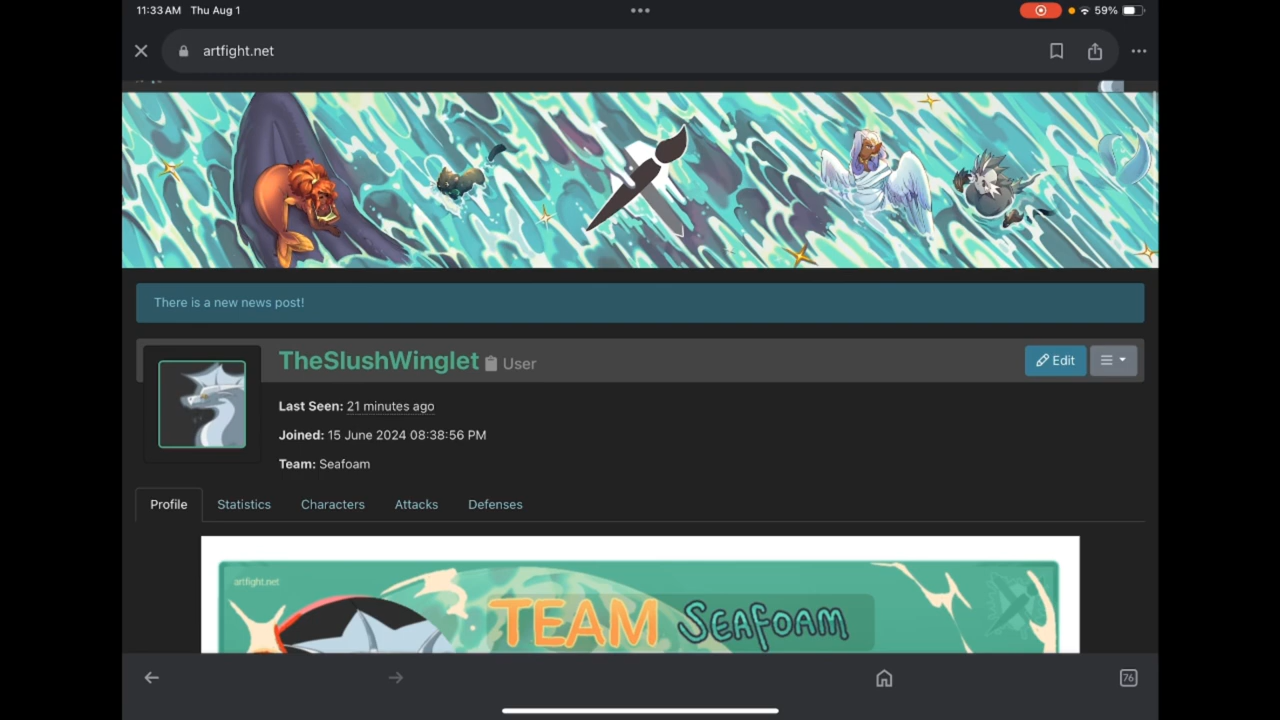 11:33 AM Thu Aug 1
59%
artfight.net
There is a new news post!
TheSlushWinglet User
Edit
Last Seen: 21 minutes ago
Joined: 15 June 2024 08:38:56 PM
Team: Seafoam
Profile Statistics Characters Attacks Defenses
artfight.net
TEAM SEAFOAM
76